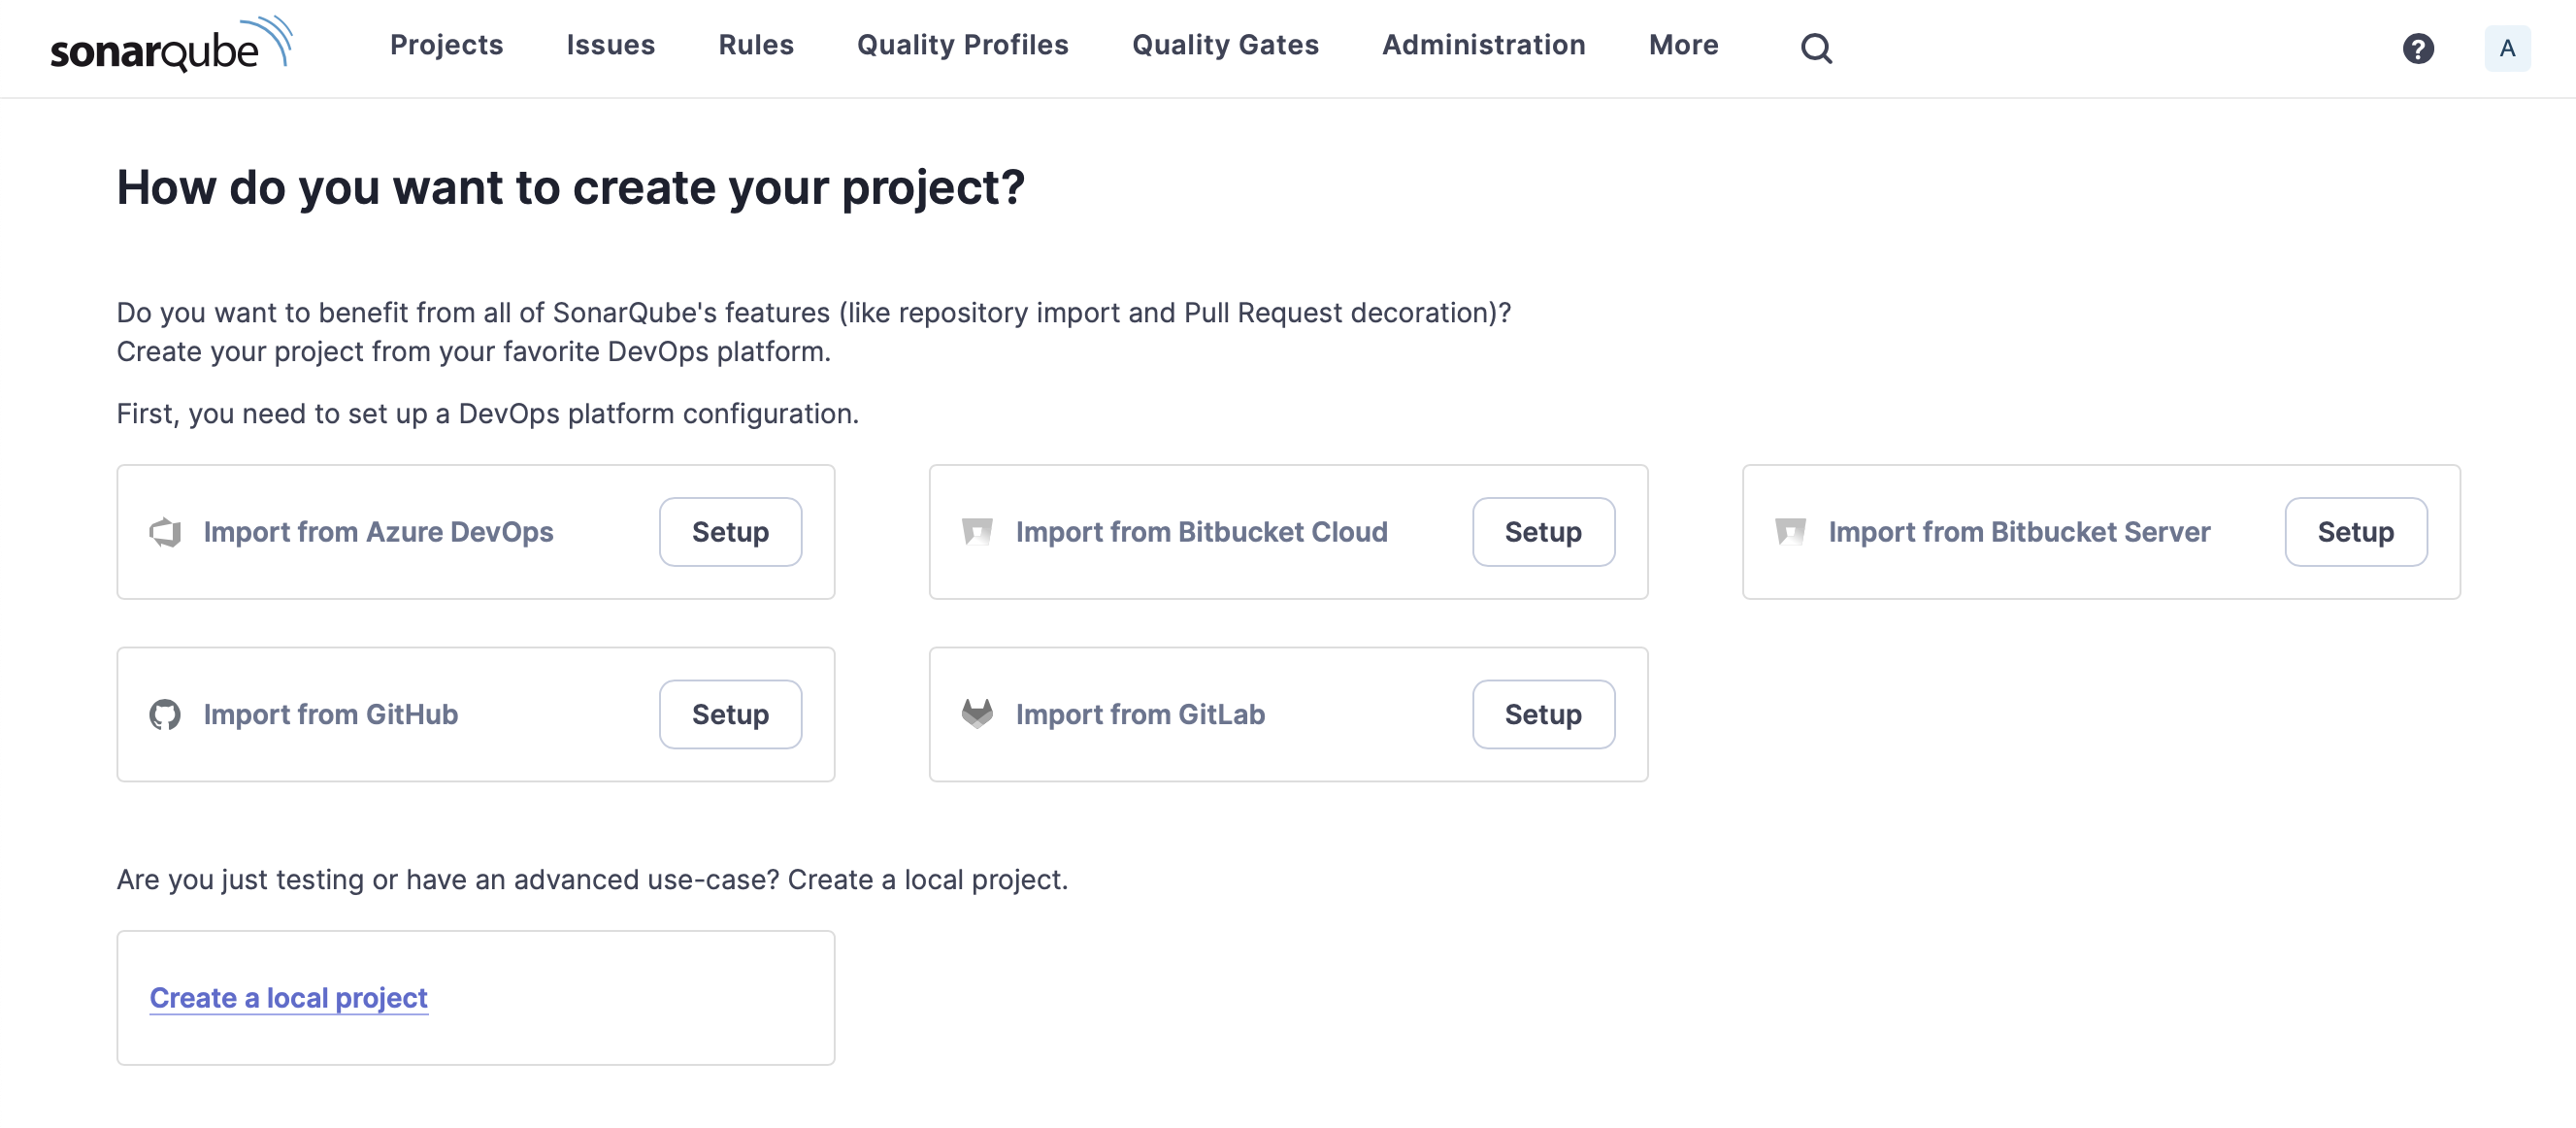 sonarqube Projects Issues Rules Quality Profiles Quality Gates Administration More ? A
How do you want to create your project?
Do you want to benefit from all of SonarQube's features (like repository import and Pull Request decoration)?
Create your project from your favorite DevOps platform.
First, you need to set up a DevOps platform configuration.
Import from Azure DevOps Setup Import from Bitbucket Cloud Setup Import from Bitbucket Server Setup
Import from GitHub Setup Import from GitLab Setup
Are you just testing or have an advanced use-case? Create a local project.
Create a local project